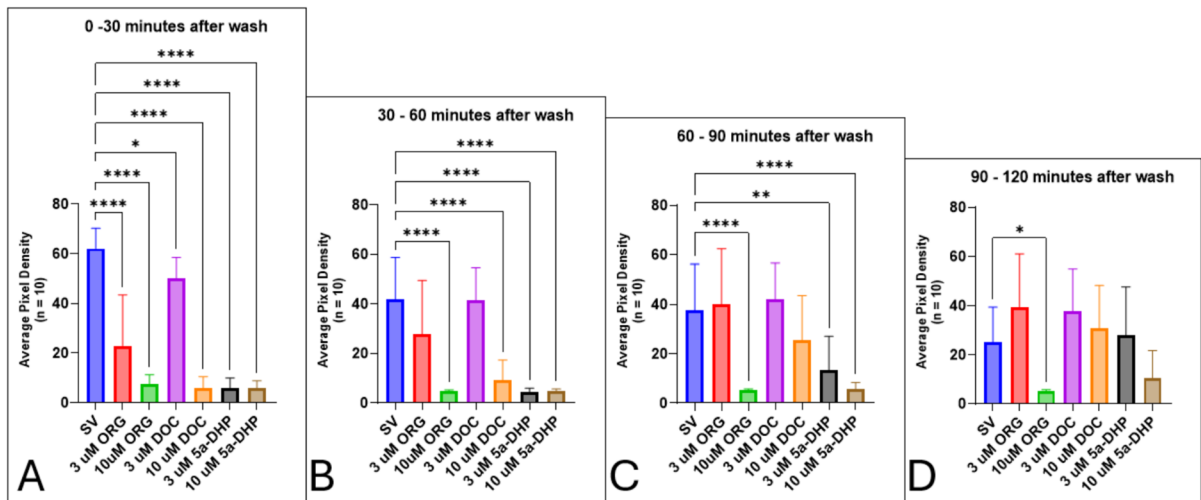 0 -30 minutes after wash
****
****
****
*
****
****
80
60
40
20
0
Average Pixel Density
(n = 10)
SV
3 uM ORG
10uM ORG
3 uM DOC
10 uM DOC
3 uM 5a-DHP
10 uM 5a-DHP
A
30 - 60 minutes after wash
****
****
****
****
80
60
40
20
0
Average Pixel Density
(n = 10)
SV
3 uM ORG
10uM ORG
3 uM DOC
10 uM DOC
3 uM 5a-DHP
10 uM 5a-DHP
B
60 - 90 minutes after wash
****
**
****
80
60
40
20
0
Average Pixel Density
(n = 10)
SV
3 uM ORG
10uM ORG
3 uM DOC
10 uM DOC
3 uM 5a-DHP
10 uM 5a-DHP
C
90 - 120 minutes after wash
*
80
60
40
20
0
Average Pixel Density
(n = 10)
SV
3 uM ORG
10uM ORG
3 uM DOC
10 uM DOC
3 uM 5a-DHP
10 uM 5a-DHP
D